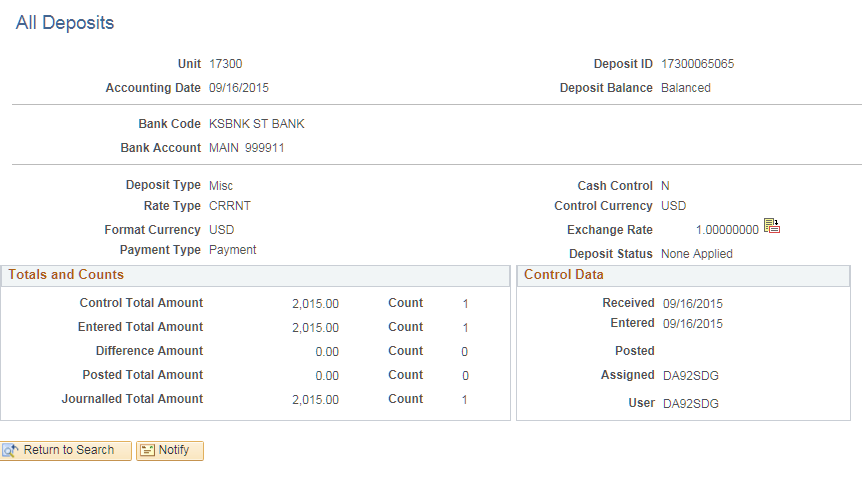 All Deposits
Unit 17300 Deposit ID 17300065065
Accounting Date 09/16/2015 Deposit Balance Balanced
Bank Code KSBNK ST BANK
Bank Account MAIN 999911
Deposit Type Misc Cash Control N
Rate Type CRRNT Control Currency USD
Format Currency USD Exchange Rate 1.00000000
Payment Type Payment Deposit Status None Applied
Totals and Counts Control Data
Control Total Amount 2,015.00 Count 1 Received 09/16/2015
Entered Total Amount 2,015.00 Count 1 Entered 09/16/2015
Difference Amount 0.00 Count 0 Posted
Posted Total Amount 0.00 Count 0 Assigned DA92SDG
Journalled Total Amount 2,015.00 Count 1 User DA92SDG
Return to Search Notify